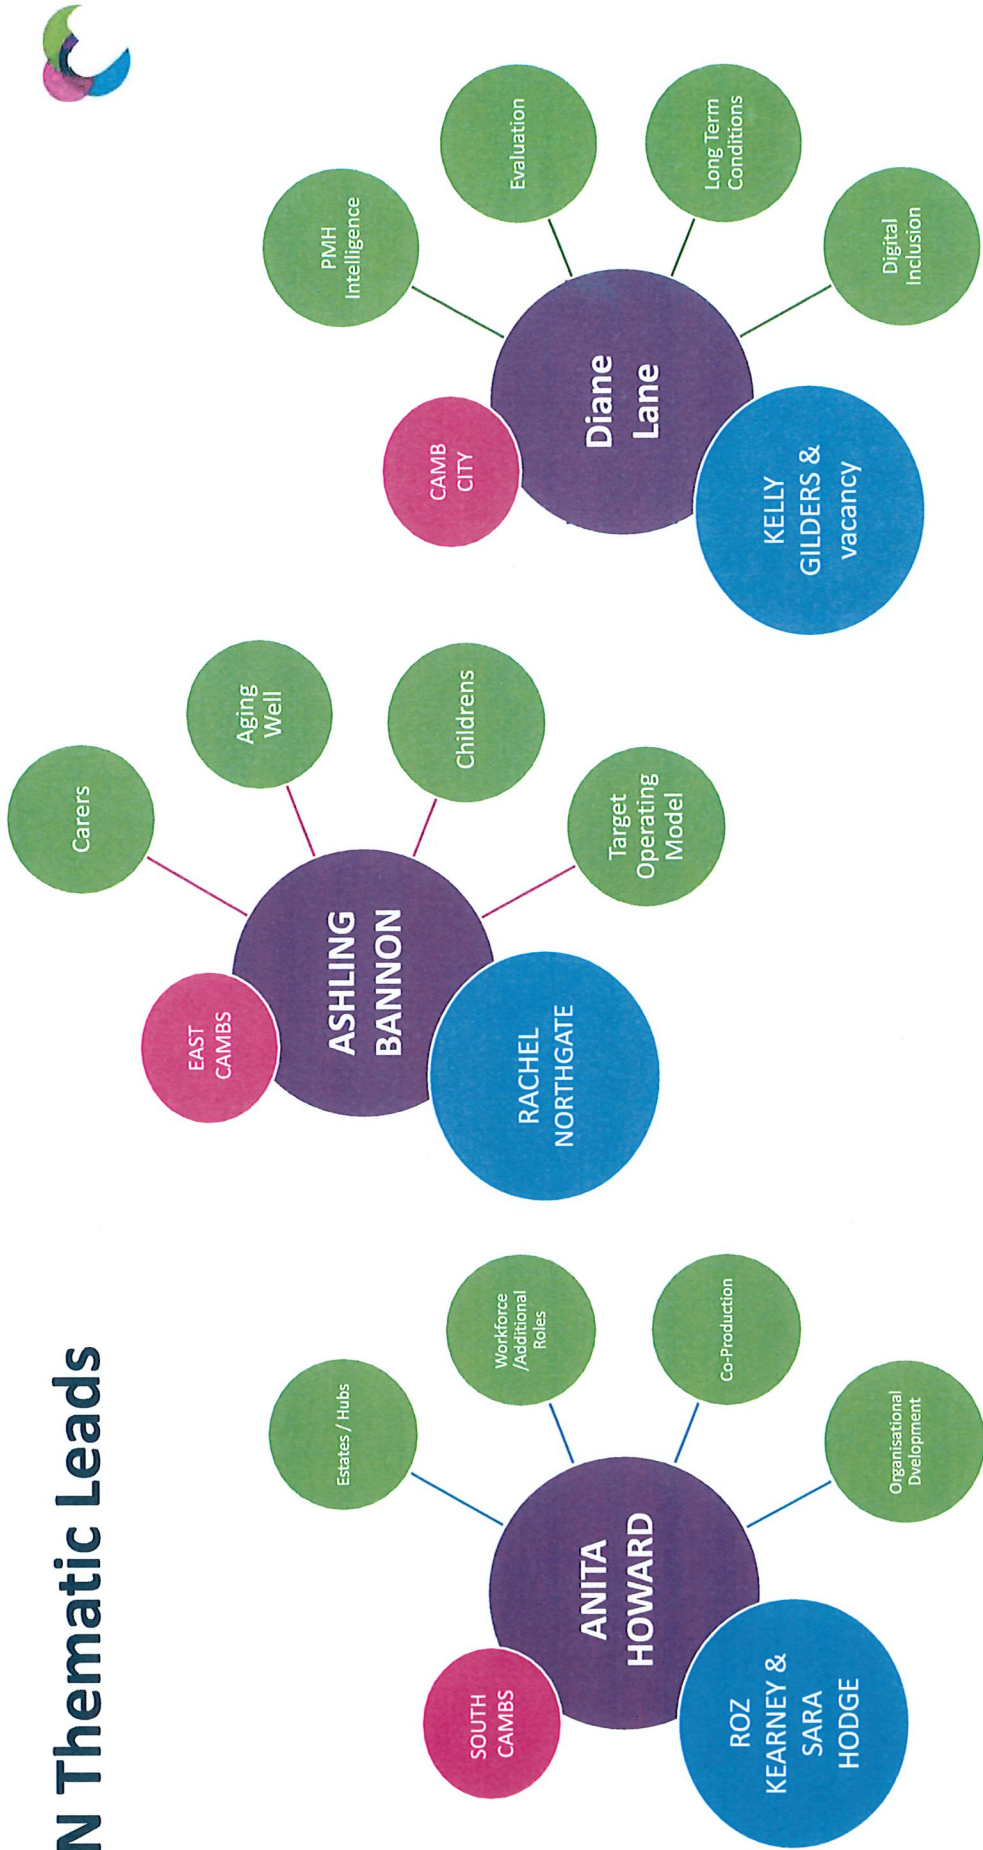 N Thematic Leads
SOUTH
CAMBS
ANITA
HOWARD
ROZ
KEARNEY &
SARA
HODGE
Estates / Hubs
Workforce
/Additional
Roles
Co-Production
Organisational
Dvelopment
EAST
CAMBS
ASHLING
BANNON
RACHEL
NORTHGATE
Carers
Aging
Well
Childrens
Target
Operating
Model
CAMB
CITY
Diane
Lane
KELLY
GILDERS &
vacancy
PMH
Intelligence
Evaluation
Long Term
Conditions
Digital
Inclusion